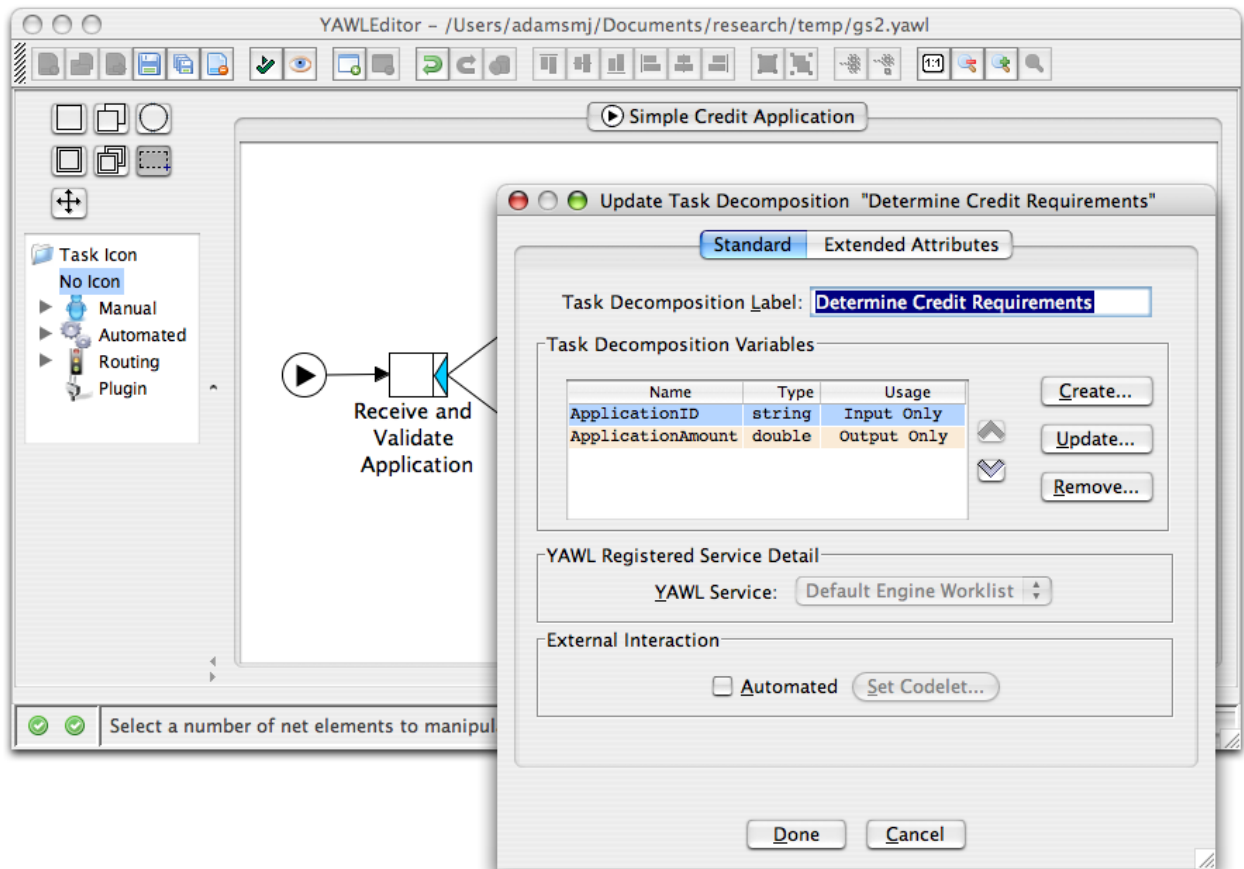 YAWLEditor - /Users/adamsmj/Documents/research/temp/gs2.yawl
1:1
Simple Credit Application
Task Icon
No Icon
Manual
Automated
Routing
Plugin
Receive and
Validate
Application
Update Task Decomposition "Determine Credit Requirements"
Standard Extended Attributes
Task Decomposition Label: Determine Credit Requirements
Task Decomposition Variables
Name Type Usage
ApplicationID string Input Only
ApplicationAmount double Output Only
Create...
Update...
Remove...
YAWL Registered Service Detail
YAWL Service: Default Engine Worklist
External Interaction
Automated Set Codelet...
Done Cancel
Select a number of net elements to manipul